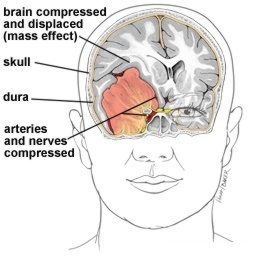 brain compressed
and displaced
(mass effect)
skull
dura
arteries
and nerves
compressed